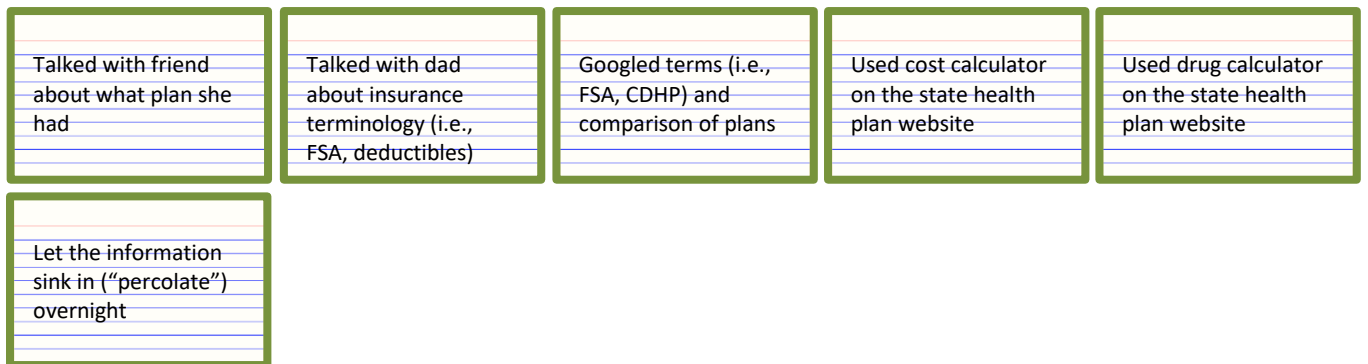 Talked with friend
about what plan she
had
Talked with dad
about insurance
terminology (i.e.,
FSA, deductibles)
Googled terms (i.e.,
FSA, CDHP) and
comparison of plans
Used cost calculator
on the state health
plan website
Used drug calculator
on the state health
plan website
Let the information
sink in (“percolate”)
overnight